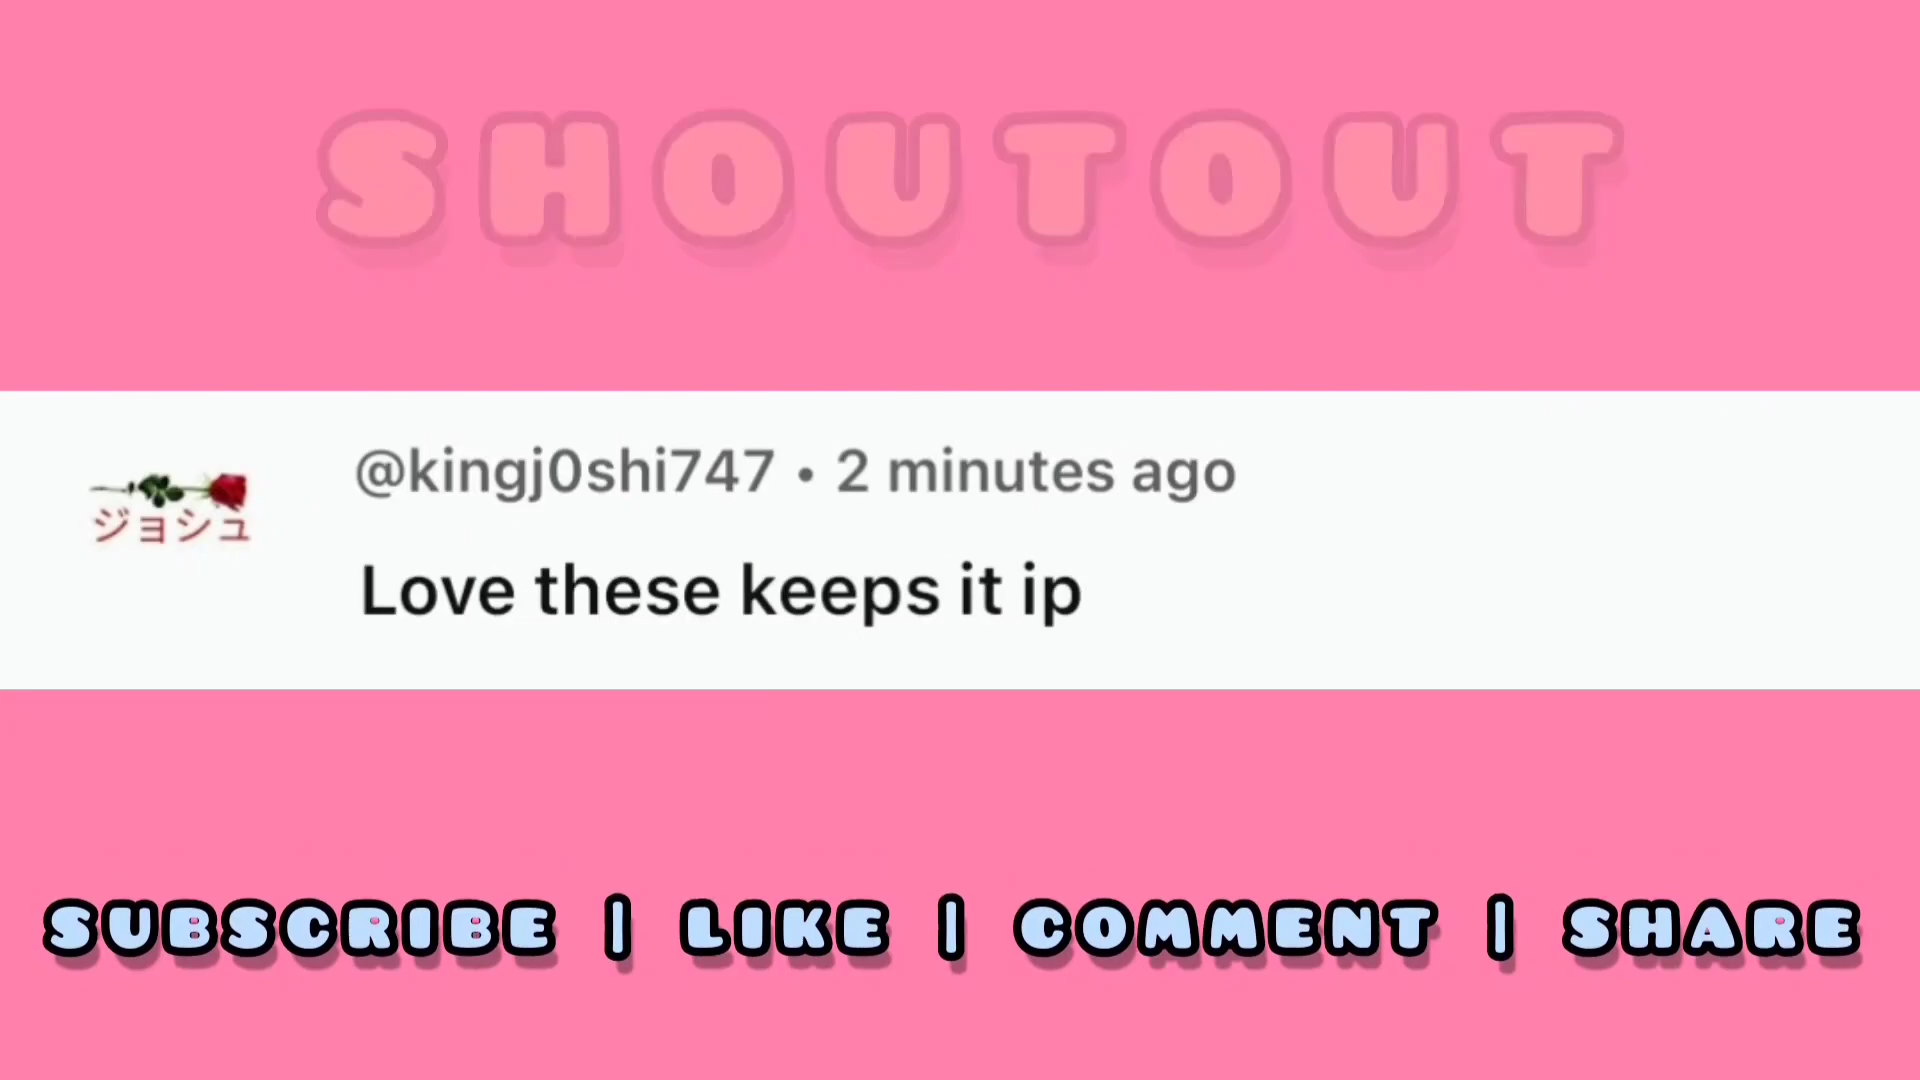 SHOUTOUT
@kingj0shi747 • 2 minutes ago
ジョシュ
Love these keeps it ip
SUBSCRIBE | LIKE | COMMENT | SHARE